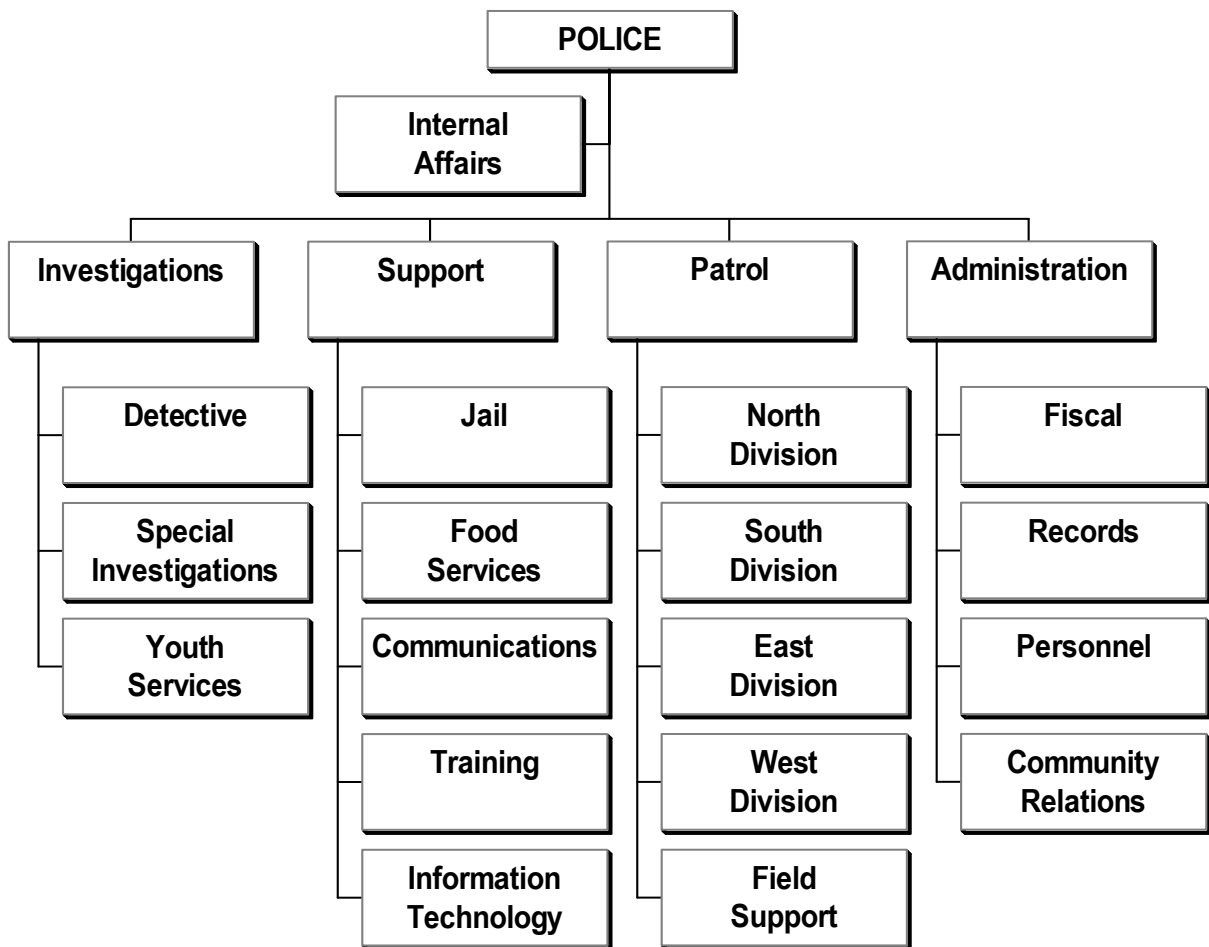 POLICE
Internal
Affairs
Investigations
Support
Patrol
Administration
Detective
Special
Investigations
Youth
Services
Jail
Food
Services
Communications
Training
Information
Technology
North
Division
South
Division
East
Division
West
Division
Field
Support
Fiscal
Records
Personnel
Community
Relations